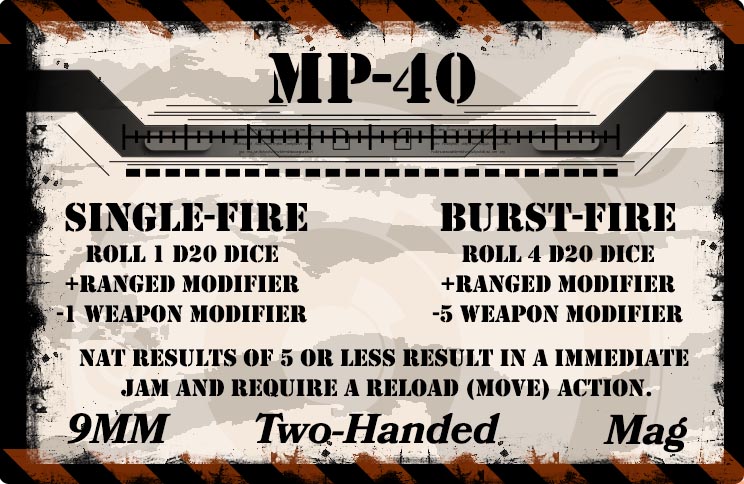 MP-40
SINGLE-FIRE
ROLL 1 D20 DICE
+RANGED MODIFIER
-1 WEAPON MODIFIER
BURST-FIRE
ROLL 4 D20 DICE
+RANGED MODIFIER
-5 WEAPON MODIFIER
NAT RESULTS OF 5 OR LESS RESULT IN A IMMEDIATE
JAM AND REQUIRE A RELOAD (MOVE) ACTION.
9MM Two-Handed Mag